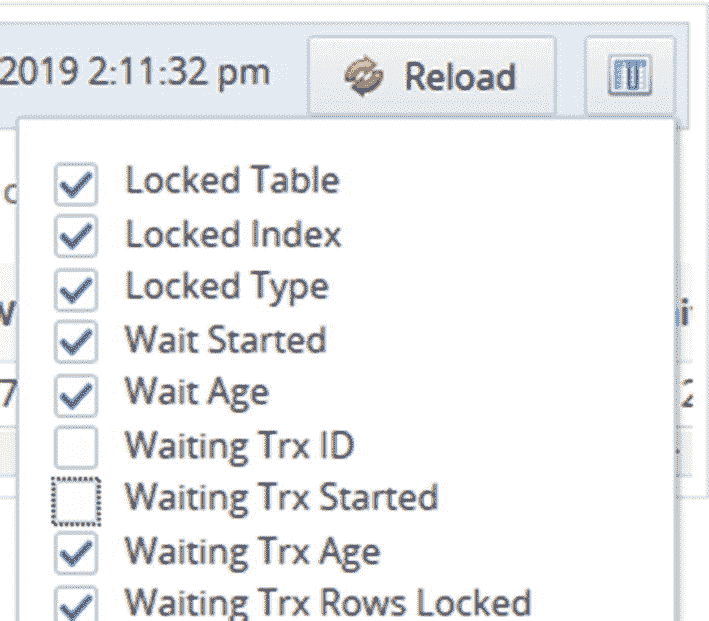 2019 2:11:32 pm Reload
Locked Table
Locked Index
Locked Type
Wait Started
Wait Age
Waiting Trx ID
Waiting Trx Started
Waiting Trx Age
Waiting Trx Rows Locked